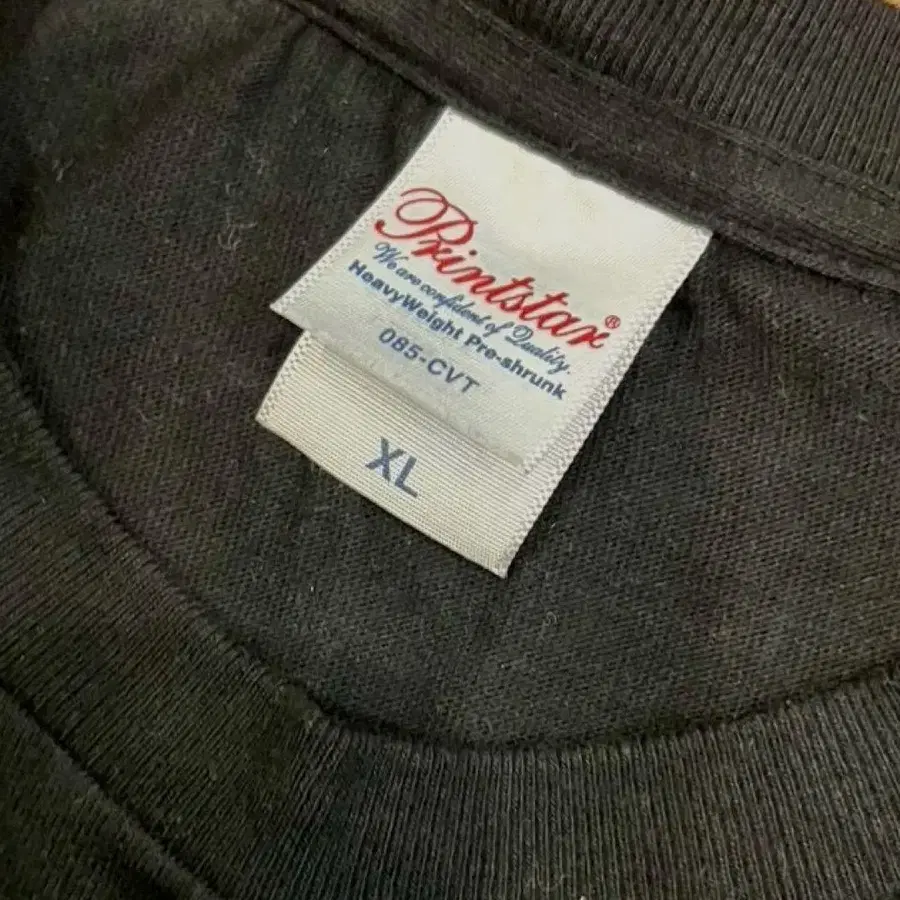 Printstar®
We are confident of Quality.
HeavyWeight Pre-shrunk
085-CVT
XL